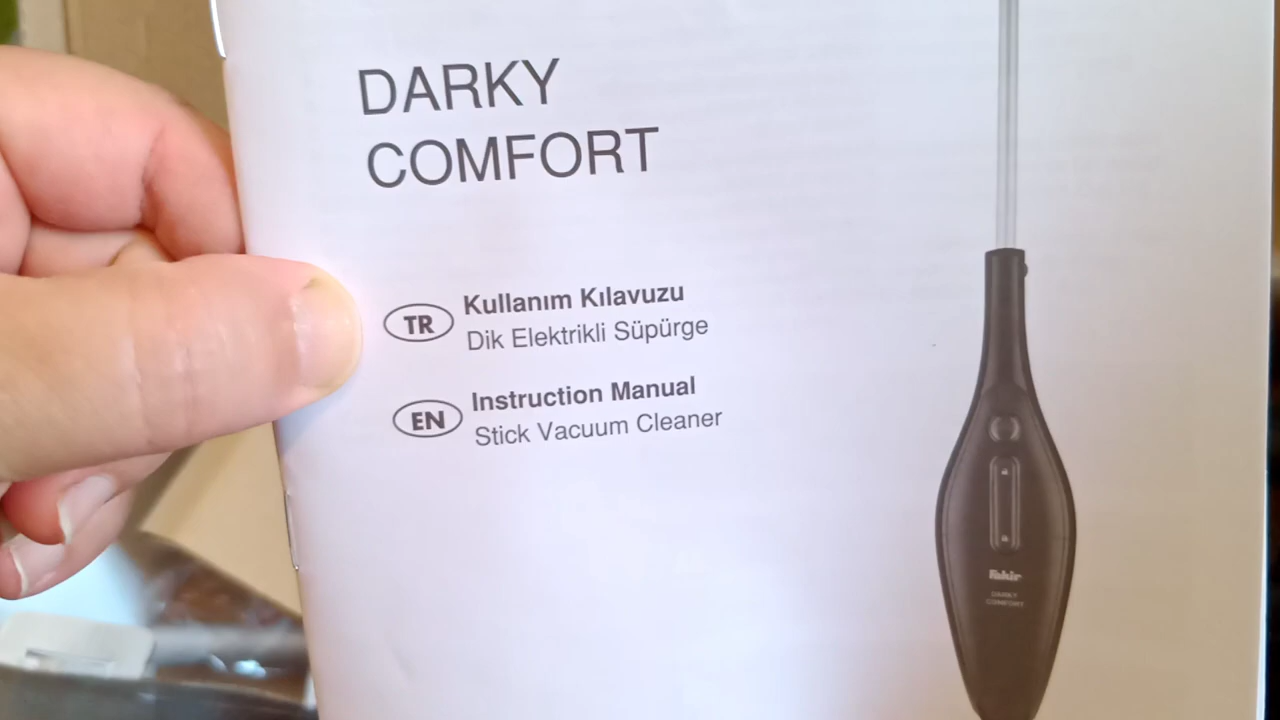 DARKY
COMFORT
TR
Kullanım Kılavuzu
Dik Elektrikli Süpürge
EN
Instruction Manual
Stick Vacuum Cleaner
fakir
DARKY
COMFORT